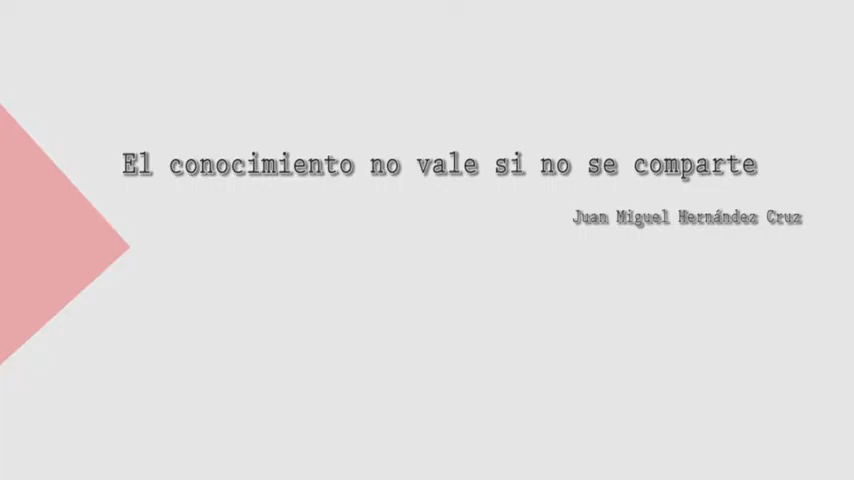 El conocimiento no vale si no se comparte
Juan Miguel Hernández Cruz